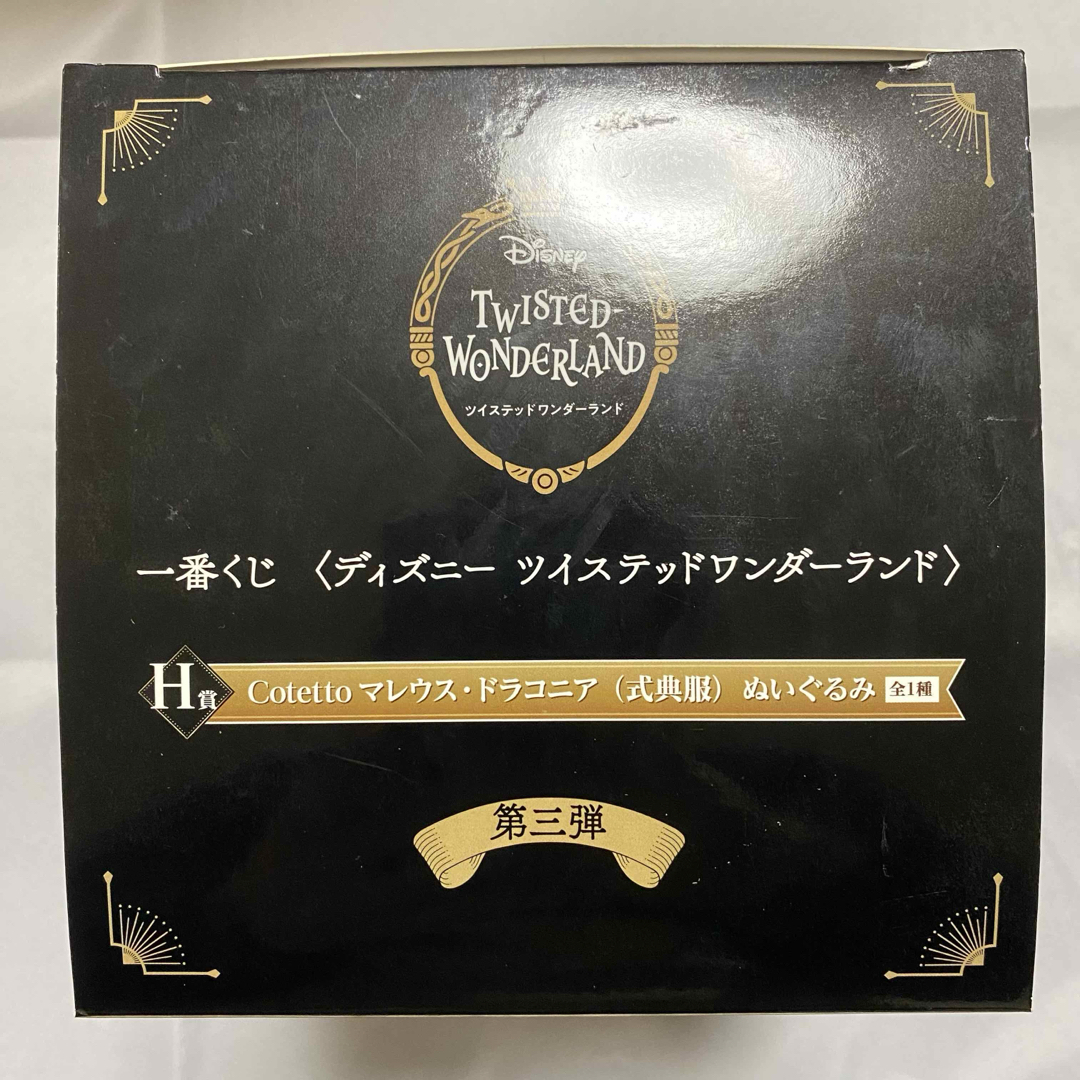 Disney
TWISTED-
WONDERLAND
ツイステッドワンダーランド
一番くじ 〈ディズニー ツイステッドワンダーランド〉
H賞 Cotetto マレウス・ドラコニア（式典服）ぬいぐるみ 全1種
第三弾